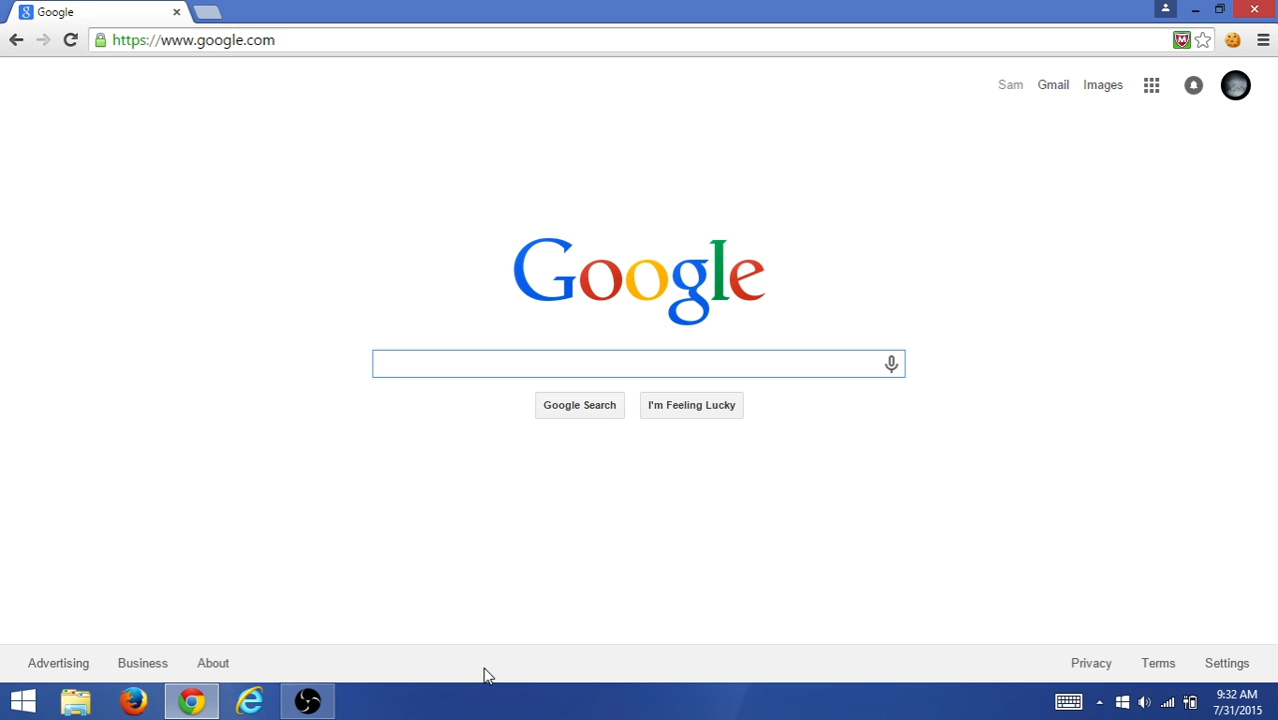 Google
https://www.google.com
Sam Gmail Images
Google
Google Search I'm Feeling Lucky
Advertising Business About Privacy Terms Settings
9:32 AM
7/31/2015